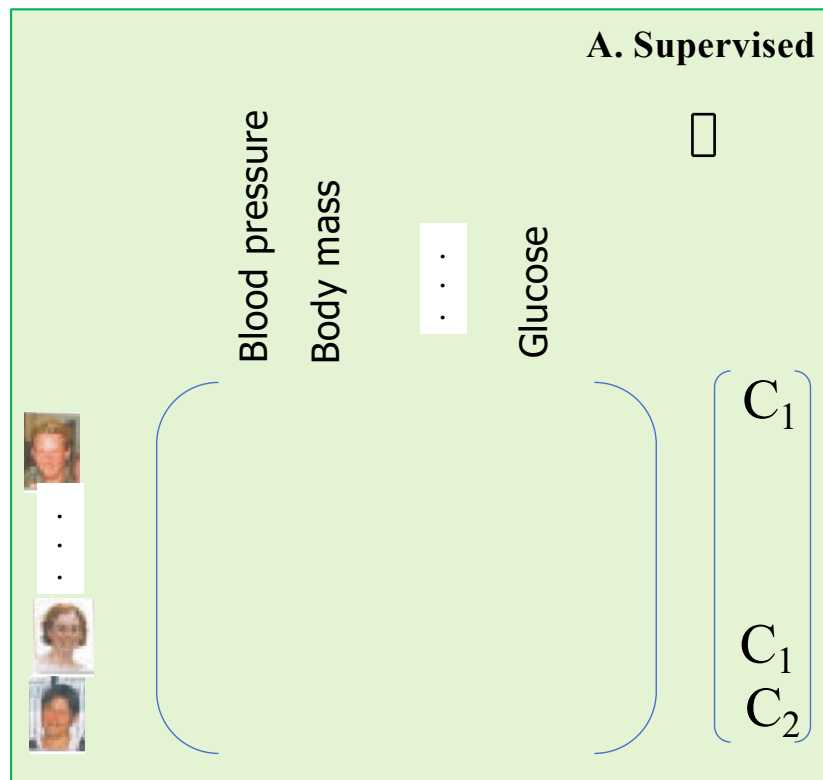 A. Supervised
Blood pressure
Body mass
. . .
Glucose
C₁
.
.
.
C₁
C₂